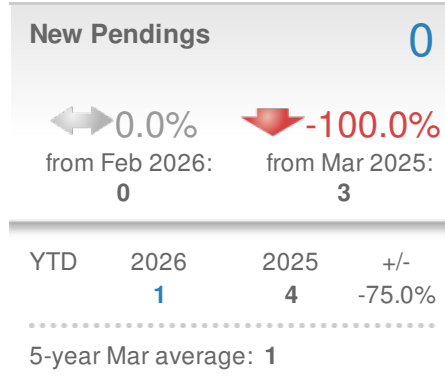 New Pendings 0
0.0% -100.0%
from Feb 2026: from Mar 2025:
0 3
YTD 2026 2025 +/-
1 4 -75.0%
5-year Mar average: 1